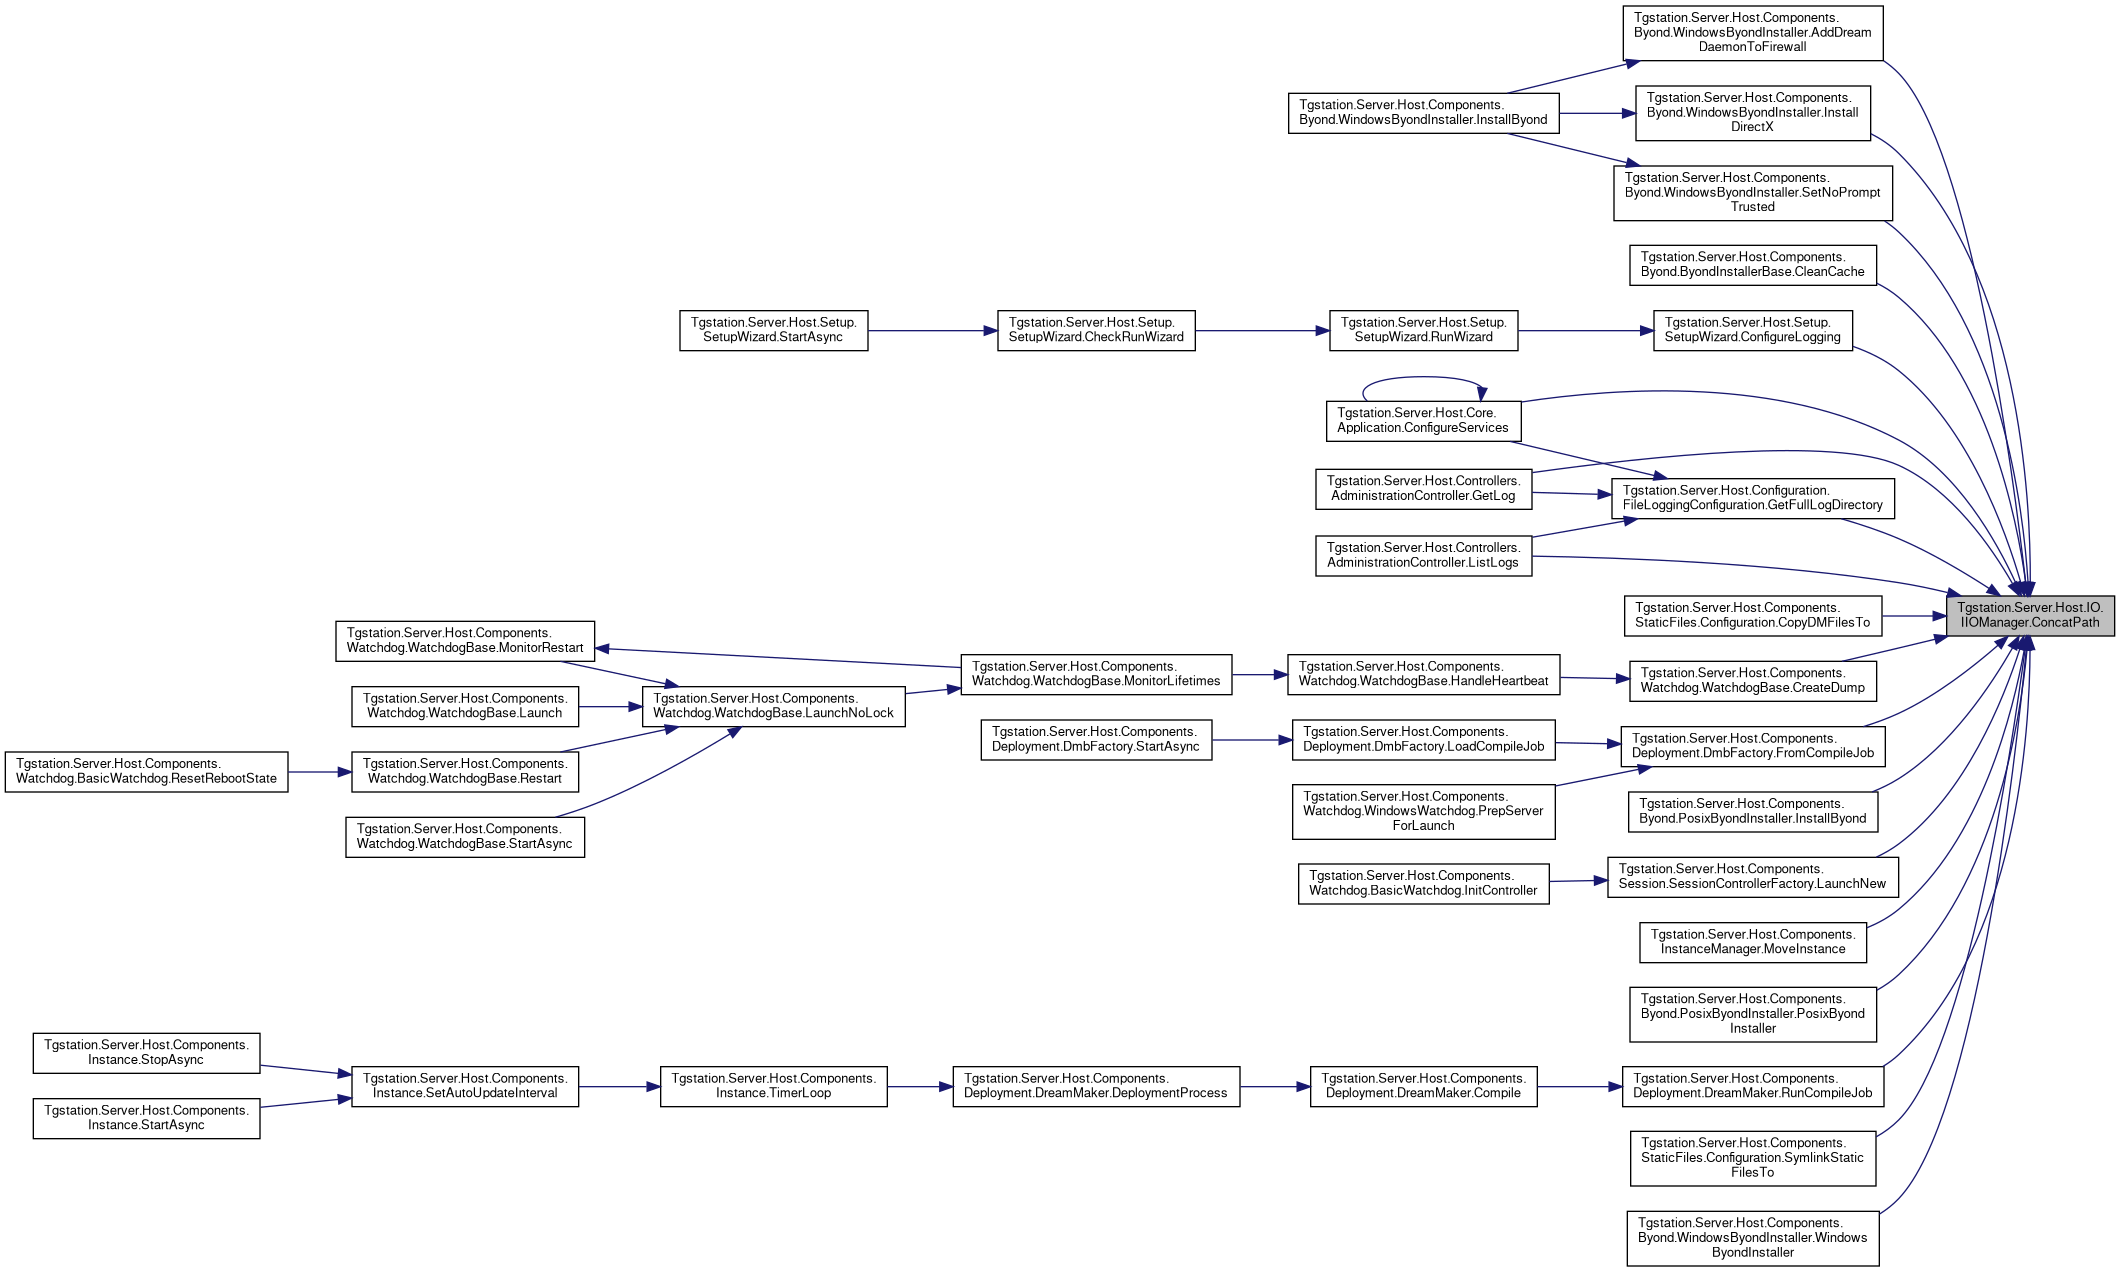 Tgstation.Server.Host.Components.
Byond.WindowsByondInstaller.AddDream
DaemonToFirewall
Tgstation.Server.Host.Components.
Byond.WindowsByondInstaller.InstallByond
Tgstation.Server.Host.Components.
Byond.WindowsByondInstaller.Install
DirectX
Tgstation.Server.Host.Components.
Byond.WindowsByondInstaller.SetNoPrompt
Trusted
Tgstation.Server.Host.Components.
Byond.ByondInstallerBase.CleanCache
Tgstation.Server.Host.Setup.
SetupWizard.StartAsync
Tgstation.Server.Host.Setup.
SetupWizard.CheckRunWizard
Tgstation.Server.Host.Setup.
SetupWizard.RunWizard
Tgstation.Server.Host.Setup.
SetupWizard.ConfigureLogging
Tgstation.Server.Host.Core.
Application.ConfigureServices
Tgstation.Server.Host.Controllers.
AdministrationController.GetLog
Tgstation.Server.Host.Configuration.
FileLoggingConfiguration.GetFullLogDirectory
Tgstation.Server.Host.Controllers.
AdministrationController.ListLogs
Tgstation.Server.Host.IO.
IIOManager.ConcatPath
Tgstation.Server.Host.Components.
StaticFiles.Configuration.CopyDMFilesTo
Tgstation.Server.Host.Components.
Watchdog.WatchdogBase.MonitorRestart
Tgstation.Server.Host.Components.
Watchdog.WatchdogBase.MonitorLifetimes
Tgstation.Server.Host.Components.
Watchdog.WatchdogBase.HandleHeartbeat
Tgstation.Server.Host.Components.
Watchdog.WatchdogBase.CreateDump
Tgstation.Server.Host.Components.
Watchdog.WatchdogBase.Launch
Tgstation.Server.Host.Components.
Watchdog.WatchdogBase.LaunchNoLock
Tgstation.Server.Host.Components.
Deployment.DmbFactory.StartAsync
Tgstation.Server.Host.Components.
Deployment.DmbFactory.LoadCompileJob
Tgstation.Server.Host.Components.
Deployment.DmbFactory.FromCompileJob
Tgstation.Server.Host.Components.
Watchdog.BasicWatchdog.ResetRebootState
Tgstation.Server.Host.Components.
Watchdog.WatchdogBase.Restart
Tgstation.Server.Host.Components.
Watchdog.WindowsWatchdog.PrepServer
ForLaunch
Tgstation.Server.Host.Components.
Byond.PosixByondInstaller.InstallByond
Tgstation.Server.Host.Components.
Watchdog.WatchdogBase.StartAsync
Tgstation.Server.Host.Components.
Watchdog.BasicWatchdog.InitController
Tgstation.Server.Host.Components.
Session.SessionControllerFactory.LaunchNew
Tgstation.Server.Host.Components.
InstanceManager.MoveInstance
Tgstation.Server.Host.Components.
Byond.PosixByondInstaller.PosixByond
Installer
Tgstation.Server.Host.Components.
Instance.StopAsync
Tgstation.Server.Host.Components.
Instance.SetAutoUpdateInterval
Tgstation.Server.Host.Components.
Instance.TimerLoop
Tgstation.Server.Host.Components.
Deployment.DreamMaker.DeploymentProcess
Tgstation.Server.Host.Components.
Deployment.DreamMaker.Compile
Tgstation.Server.Host.Components.
Deployment.DreamMaker.RunCompileJob
Tgstation.Server.Host.Components.
Instance.StartAsync
Tgstation.Server.Host.Components.
StaticFiles.Configuration.SymlinkStatic
FilesTo
Tgstation.Server.Host.Components.
Byond.WindowsByondInstaller.Windows
ByondInstaller